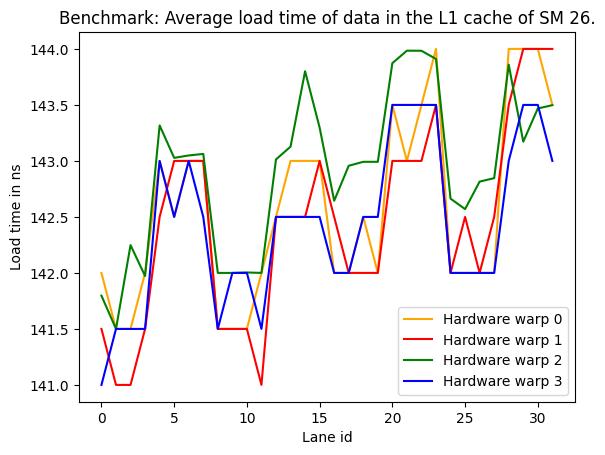 Benchmark: Average load time of data in the L1 cache of SM 26.
Load time in ns
144.0
143.5
143.0
142.5
142.0
141.5
141.0
Hardware warp 0
Hardware warp 1
Hardware warp 2
Hardware warp 3
0 5 10 15 20 25 30
Lane id